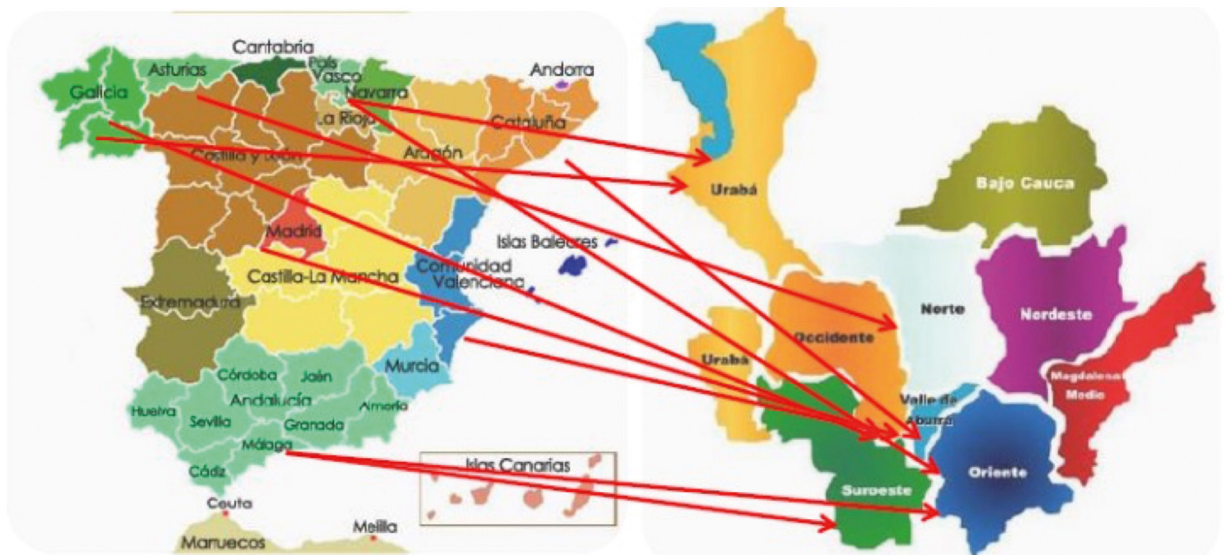 Cantabria
Asturias
País
Vasco
Andorra
Galicia
Navarra
La Rioja
Cataluña
Castilla y León
Aragón
Madrid
Islas Baleares
Castilla-La Mancha
Comunidad
Valenciana
Extremadura
Murcia
Córdoba
Jaén
Huelva
Andalucía
Almería
Sevilla
Granada
Málaga
Cádiz
Islas Canarias
Ceuta
Melilla
Marruecos
Urabá
Bajo Cauca
Norte
Nordeste
Occidente
Urabá
Magdalena
Medio
Valle de
Aburrá
Oriente
Suroeste